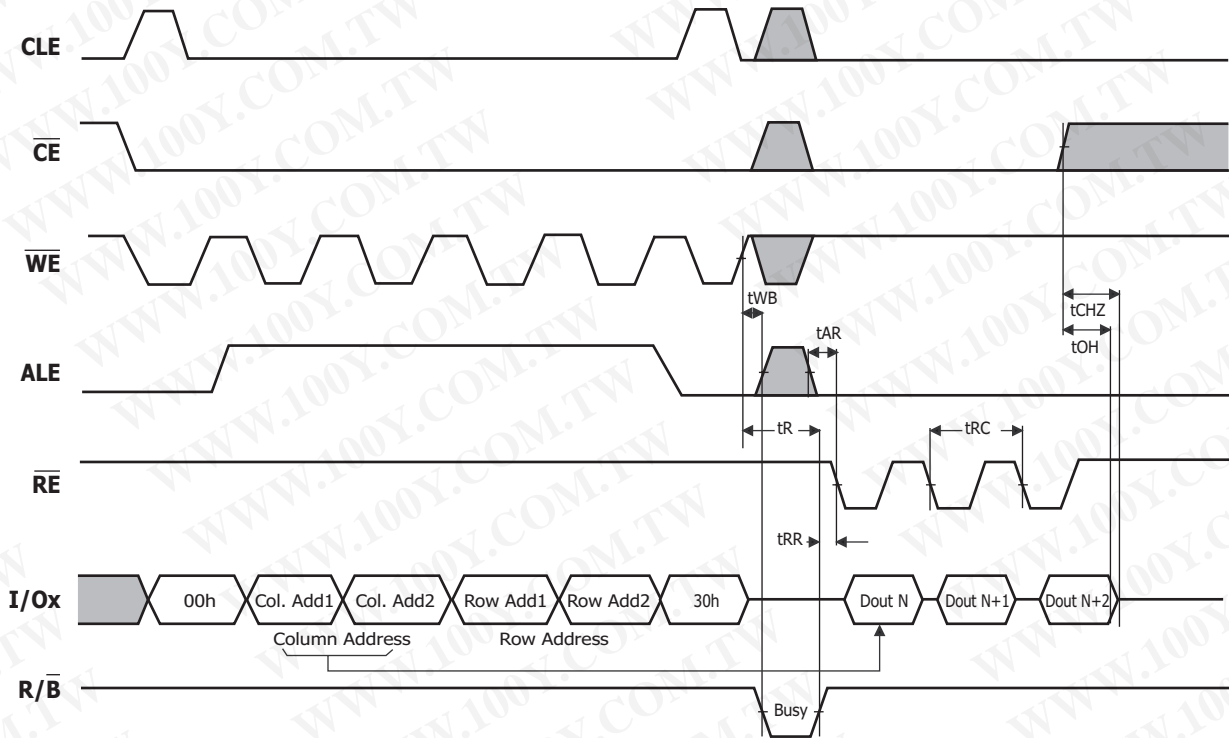 CLE
CE
WE
tWB
tCHZ
tAR
tOH
ALE
tR
tRC
RE
tRR
I/Ox
00h
Col. Add1
Col. Add2
Row Add1
Row Add2
30h
Dout N
Dout N+1
Dout N+2
Column Address
Row Address
R/B
Busy
WWW.100Y.COM.TW